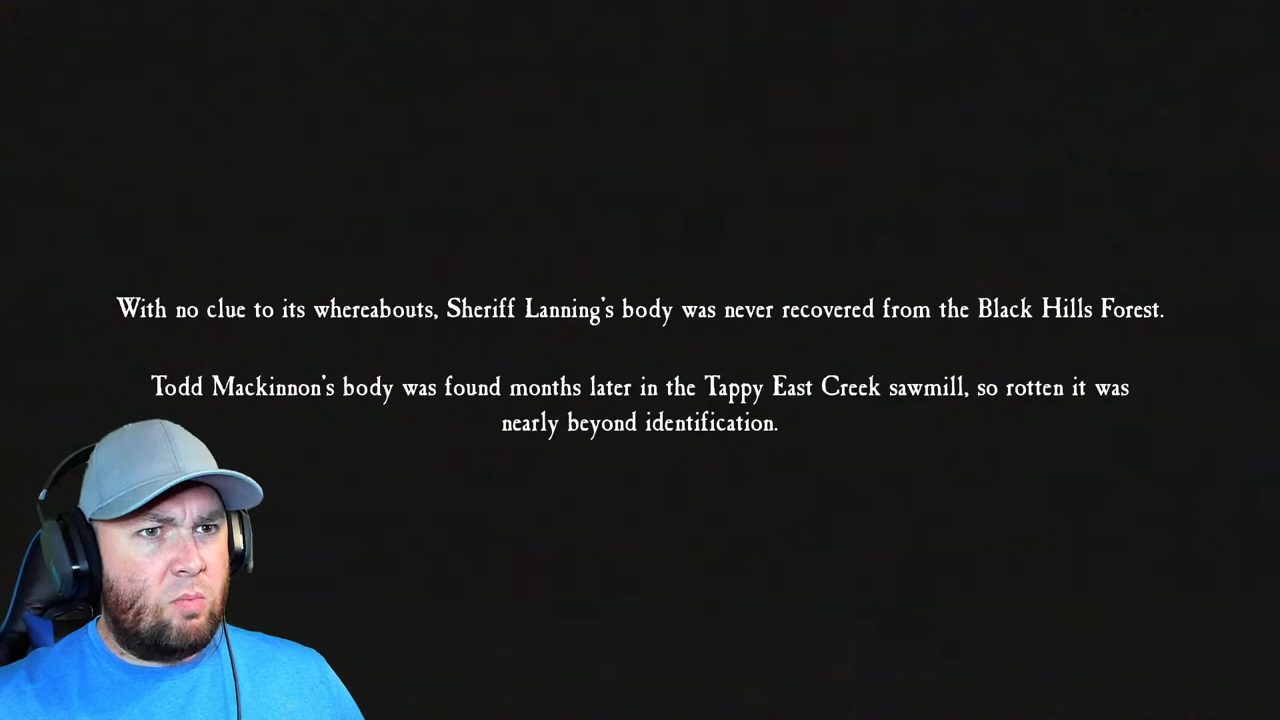 With no clue to its whereabouts, Sheriff Lanning's body was never recovered from the Black Hills Forest.
Todd Mackinnon's body was found months later in the Tappy East Creek sawmill, so rotten it was
nearly beyond identification.